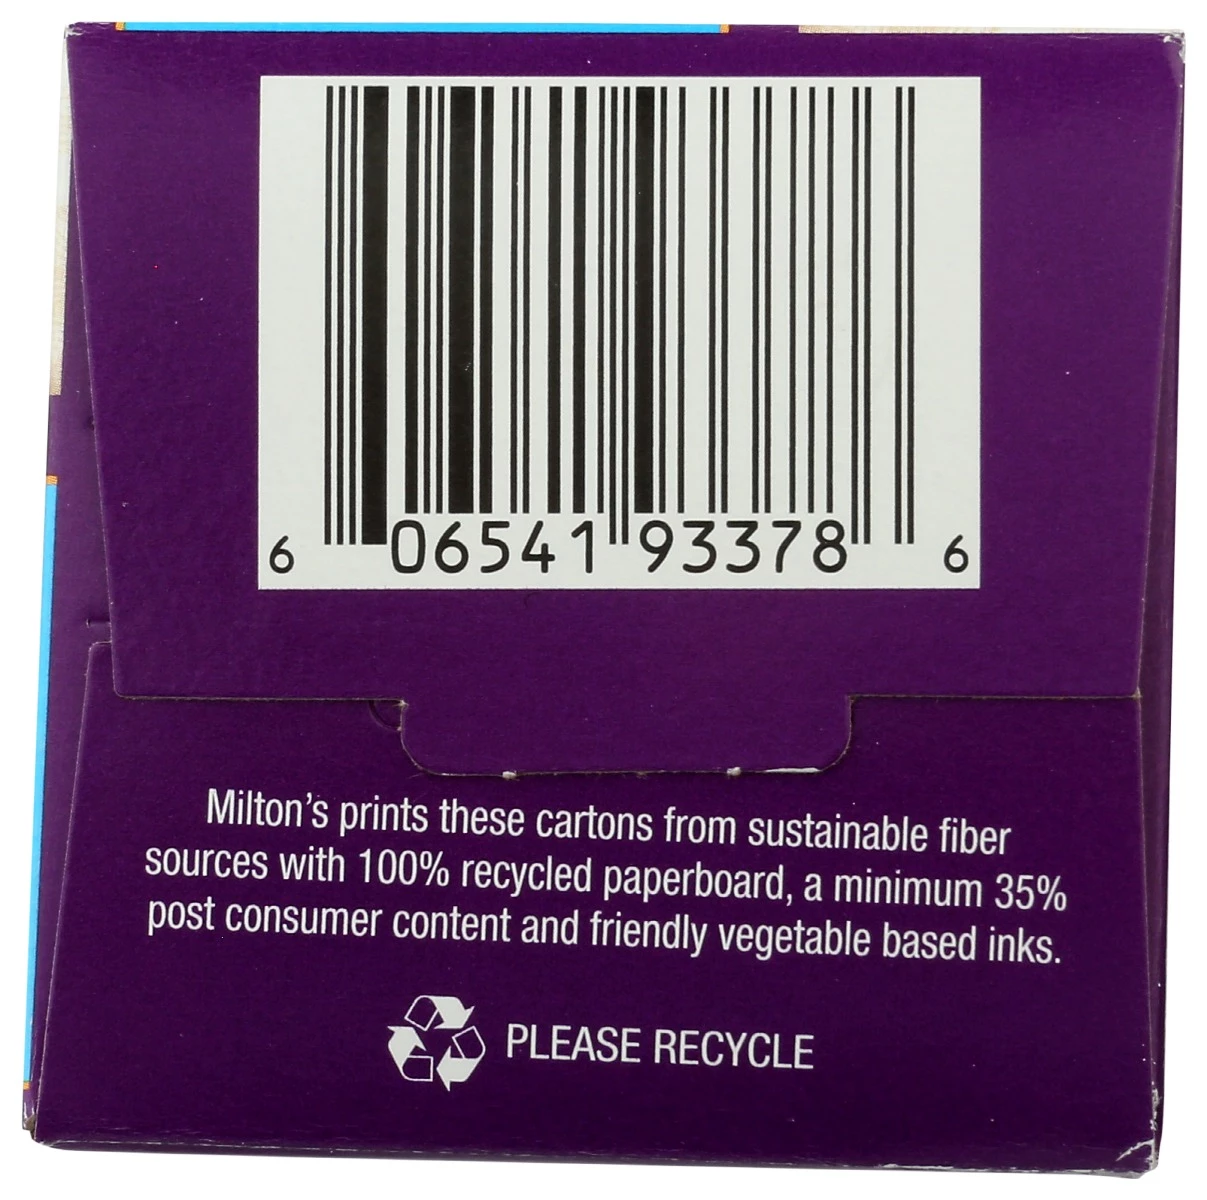 6 06541 93378 6
Milton's prints these cartons from sustainable fiber
sources with 100% recycled paperboard, a minimum 35%
post consumer content and friendly vegetable based inks.
PLEASE RECYCLE